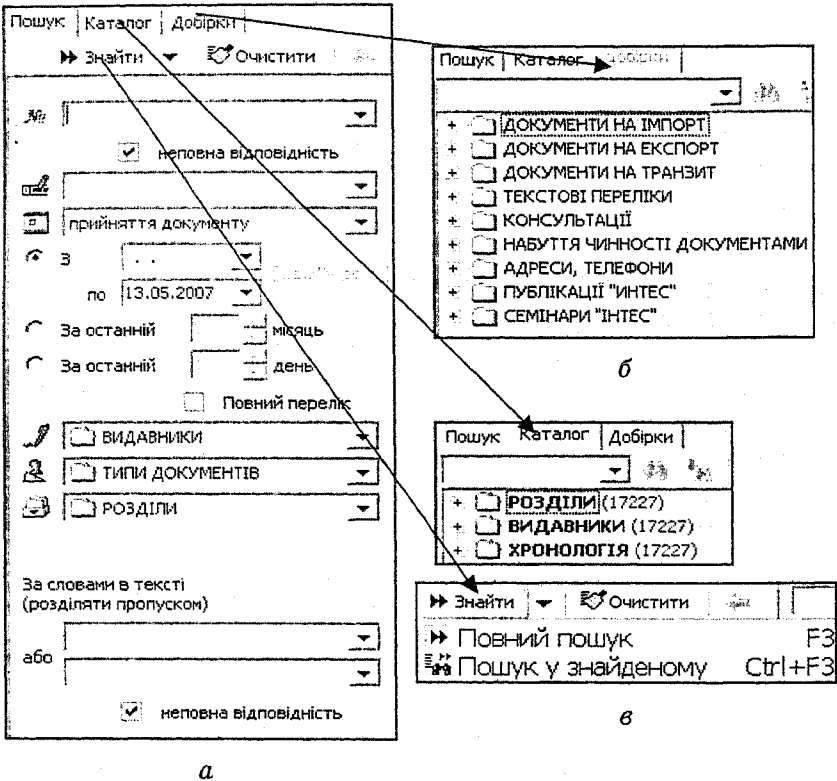 Пошук Каталог Добірки
Знайти Очистити
№
неповна відповідність
прийняття документу
З . .
по 13.05.2007
За останній місяць
За останній день
Повний перелік
ВИДАВНИКИ
ТИПИ ДОКУМЕНТІВ
РОЗДІЛИ
За словами в тексті
(розділяти пропуском)
або
неповна відповідність
а
Пошук Каталог Добірки
+ ДОКУМЕНТИ НА ІМПОРТ
+ ДОКУМЕНТИ НА ЕКСПОРТ
+ ДОКУМЕНТИ НА ТРАНЗИТ
+ ТЕКСТОВІ ПЕРЕЛІКИ
+ КОНСУЛЬТАЦІЇ
+ НАБУТТЯ ЧИННОСТІ ДОКУМЕНТАМИ
+ АДРЕСИ, ТЕЛЕФОНИ
+ ПУБЛІКАЦІЇ "ИНТЕС"
+ СЕМІНАРИ "ІНТЕС"
б
Пошук Каталог Добірки
+ РОЗДІЛИ (17227)
+ ВИДАВНИКИ (17227)
+ ХРОНОЛОГІЯ (17227)
Знайти Очистити
Повний пошук F3
Пошук у знайденому Ctrl+F3
в